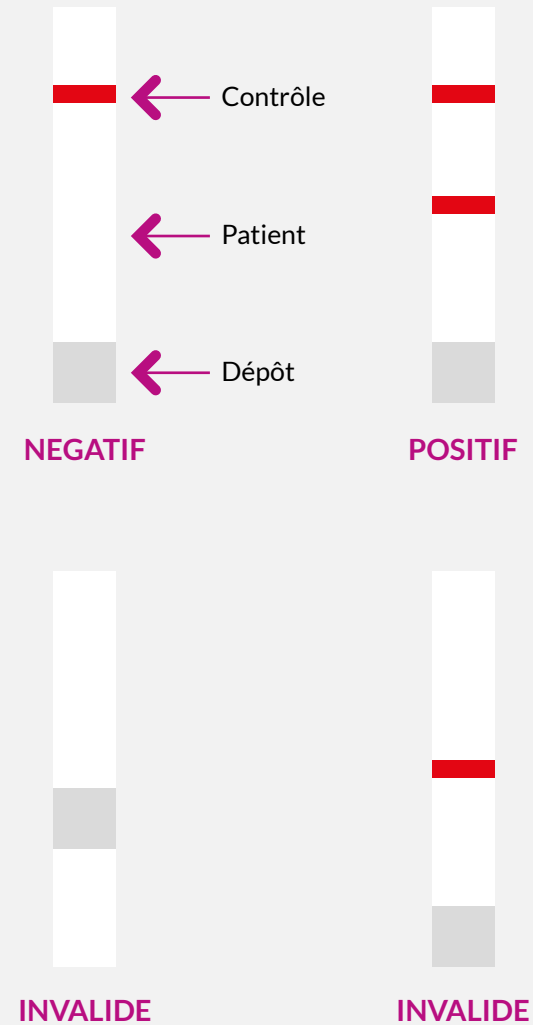 Contrôle
Patient
Dépôt
NEGATIF
POSITIF
INVALIDE
INVALIDE